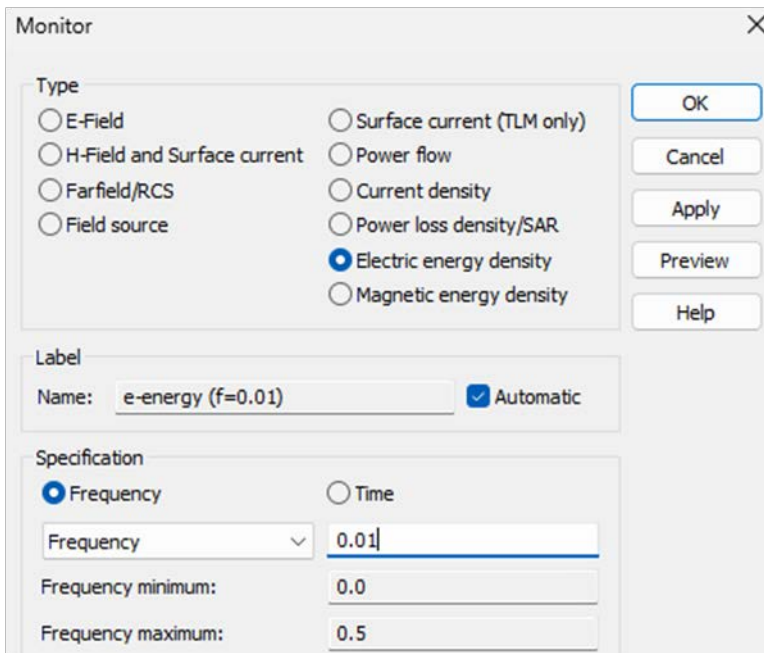 Monitor
Type
E-Field
Surface current (TLM only)
OK
H-Field and Surface current
Power flow
Cancel
Farfield/RCS
Current density
Apply
Field source
Power loss density/SAR
Electric energy density
Preview
Magnetic energy density
Help
Label
Name: e-energy (f=0.01) Automatic
Specification
Frequency
Time
Frequency 0.01
Frequency minimum: 0.0
Frequency maximum: 0.5